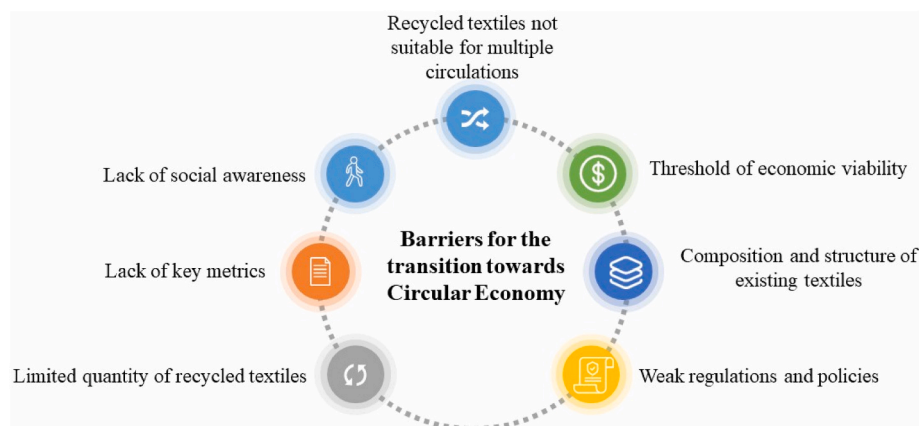 Recycled textiles not
suitable for multiple
circulations
Lack of social awareness
Threshold of economic viability
Barriers for the
transition towards
Circular Economy
Lack of key metrics
Composition and structure of
existing textiles
Limited quantity of recycled textiles
Weak regulations and policies
$